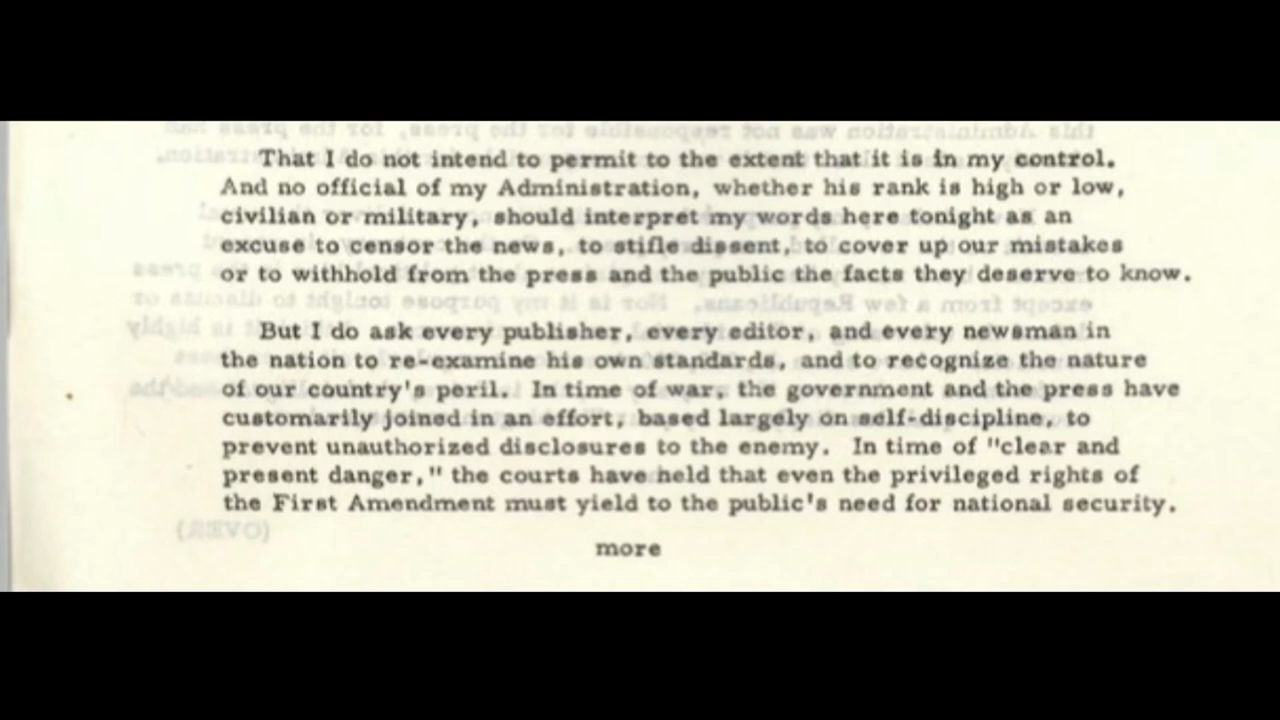 That I do not intend to permit to the extent that it is in my control.
And no official of my Administration, whether his rank is high or low,
civilian or military, should interpret my words here tonight as an
excuse to censor the news, to stifle dissent, to cover up our mistakes
or to withhold from the press and the public the facts they deserve to know.
But I do ask every publisher, every editor, and every newsman in
the nation to re-examine his own standards, and to recognize the nature
of our country's peril. In time of war, the government and the press have
customarily joined in an effort, based largely on self-discipline, to
prevent unauthorized disclosures to the enemy. In time of "clear and
present danger," the courts have held that even the privileged rights of
the First Amendment must yield to the public's need for national security.
(OVER)
more